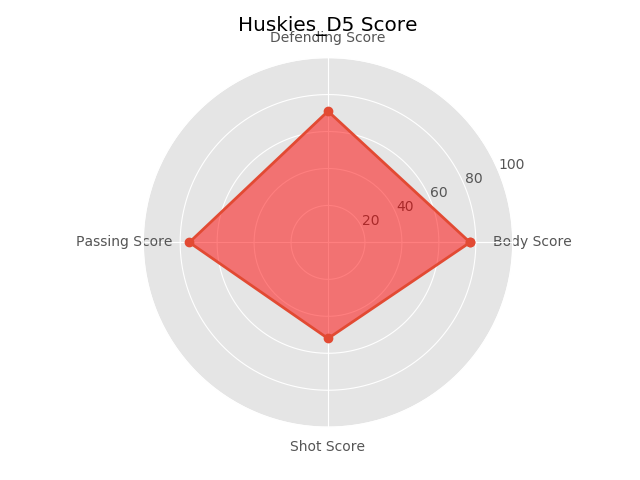 Huskies_D5 Score
Defending Score
100
80
60
40
20
Passing Score
Body Score
Shot Score